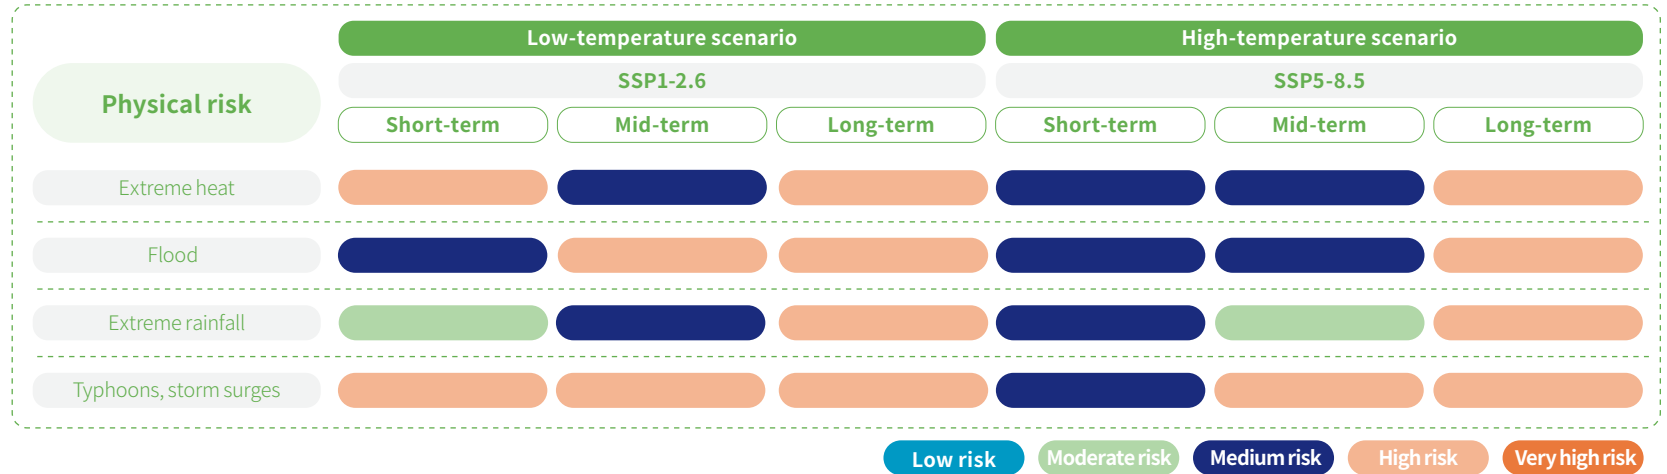 Low-temperature scenario
High-temperature scenario
Physical risk
SSP1-2.6
SSP5-8.5
Short-term
Mid-term
Long-term
Short-term
Mid-term
Long-term
Extreme heat
Flood
Extreme rainfall
Typhoons, storm surges
Low risk
Moderate risk
Medium risk
High risk
Very high risk